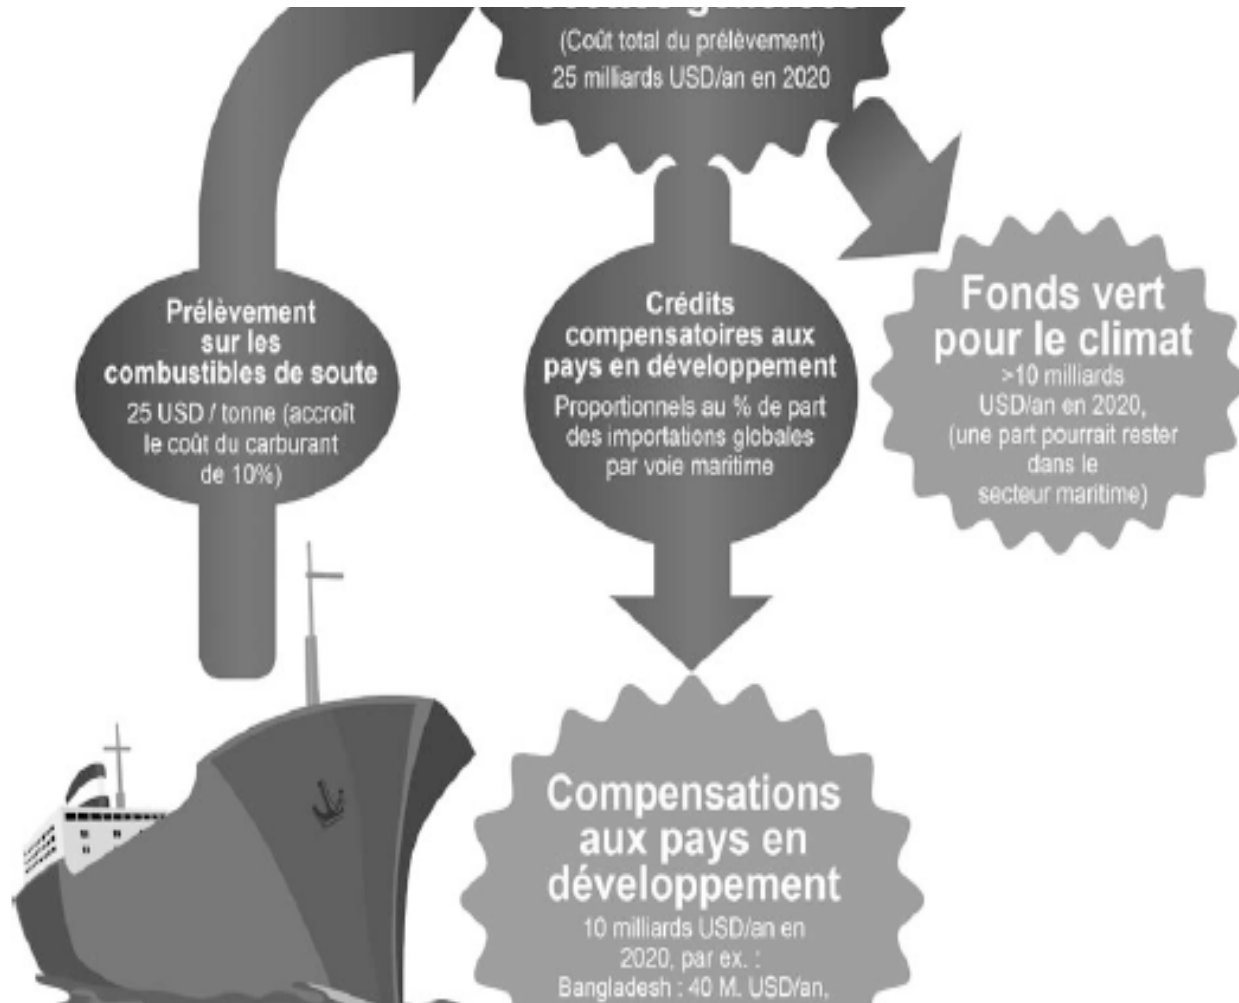 (Coût total du prélèvement)
25 milliards USD/an en 2020
Prélèvement
sur les
combustibles de soute
25 USD / tonne (accroît
le coût du carburant
de 10%)
Crédits
compensatoires aux
pays en développement
Proportionnels au % de part
des importations globales
par voie maritime
Fonds vert
pour le climat
>10 milliards
USD/an en 2020,
(une part pourrait rester
dans le
secteur maritime)
Compensations
aux pays en
développement
10 milliards USD/an en
2020, par ex. :
Bangladesh : 40 M. USD/an,